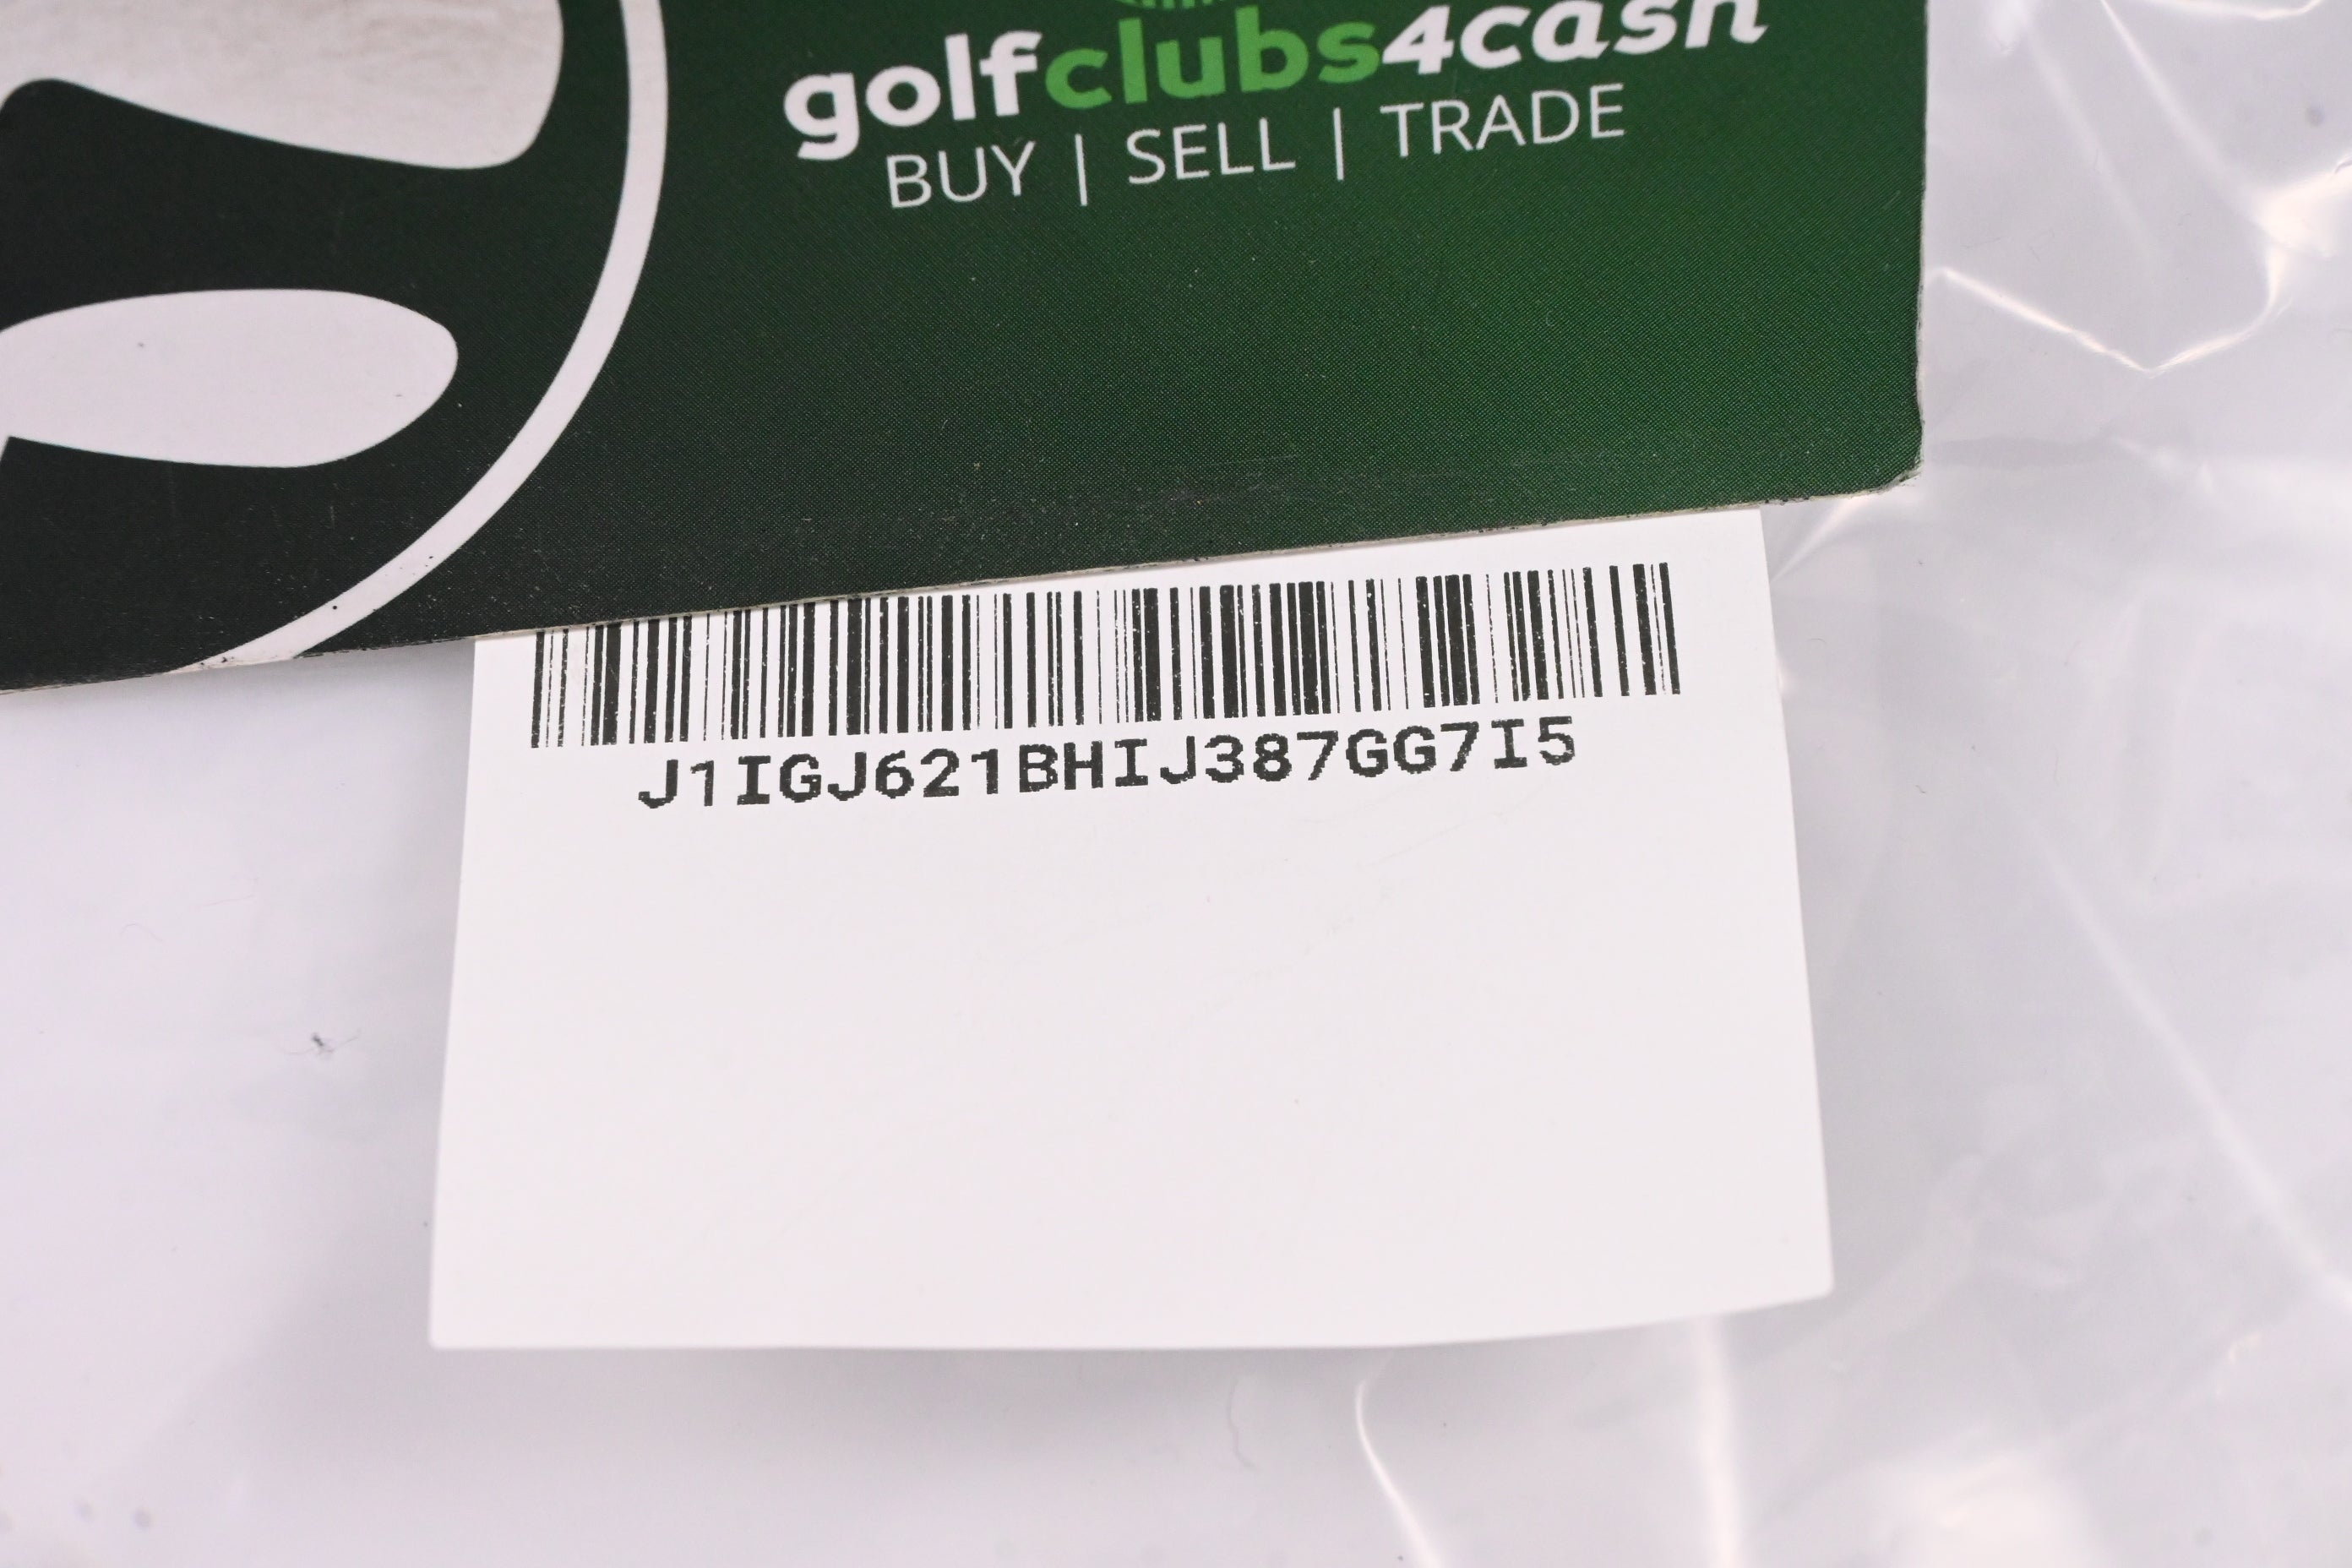 golfclubs4cash
BUY | SELL | TRADE
J1IGJ621BHIJ387GG7I5